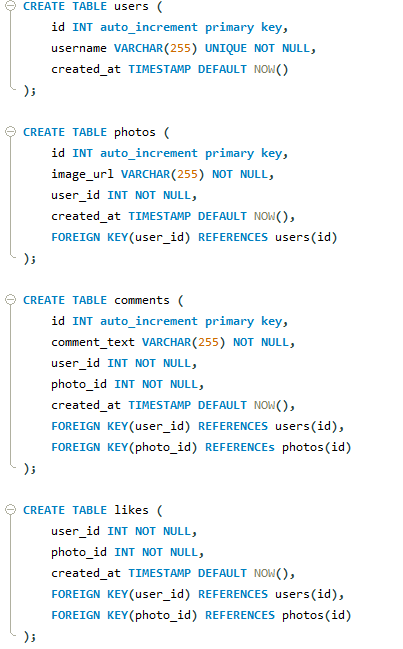 CREATE TABLE users (
id INT auto_increment primary key,
username VARCHAR(255) UNIQUE NOT NULL,
created_at TIMESTAMP DEFAULT NOW()
);
CREATE TABLE photos (
id INT auto_increment primary key,
image_url VARCHAR(255) NOT NULL,
user_id INT NOT NULL,
created_at TIMESTAMP DEFAULT NOW(),
FOREIGN KEY(user_id) REFERENCES users(id)
);
CREATE TABLE comments (
id INT auto_increment primary key,
comment_text VARCHAR(255) NOT NULL,
user_id INT NOT NULL,
photo_id INT NOT NULL,
created_at TIMESTAMP DEFAULT NOW(),
FOREIGN KEY(user_id) REFERENCES users(id),
FOREIGN KEY(photo_id) REFERENCEs photos(id)
);
CREATE TABLE likes (
user_id INT NOT NULL,
photo_id INT NOT NULL,
created_at TIMESTAMP DEFAULT NOW(),
FOREIGN KEY(user_id) REFERENCES users(id),
FOREIGN KEY(photo_id) REFERENCES photos(id)
);